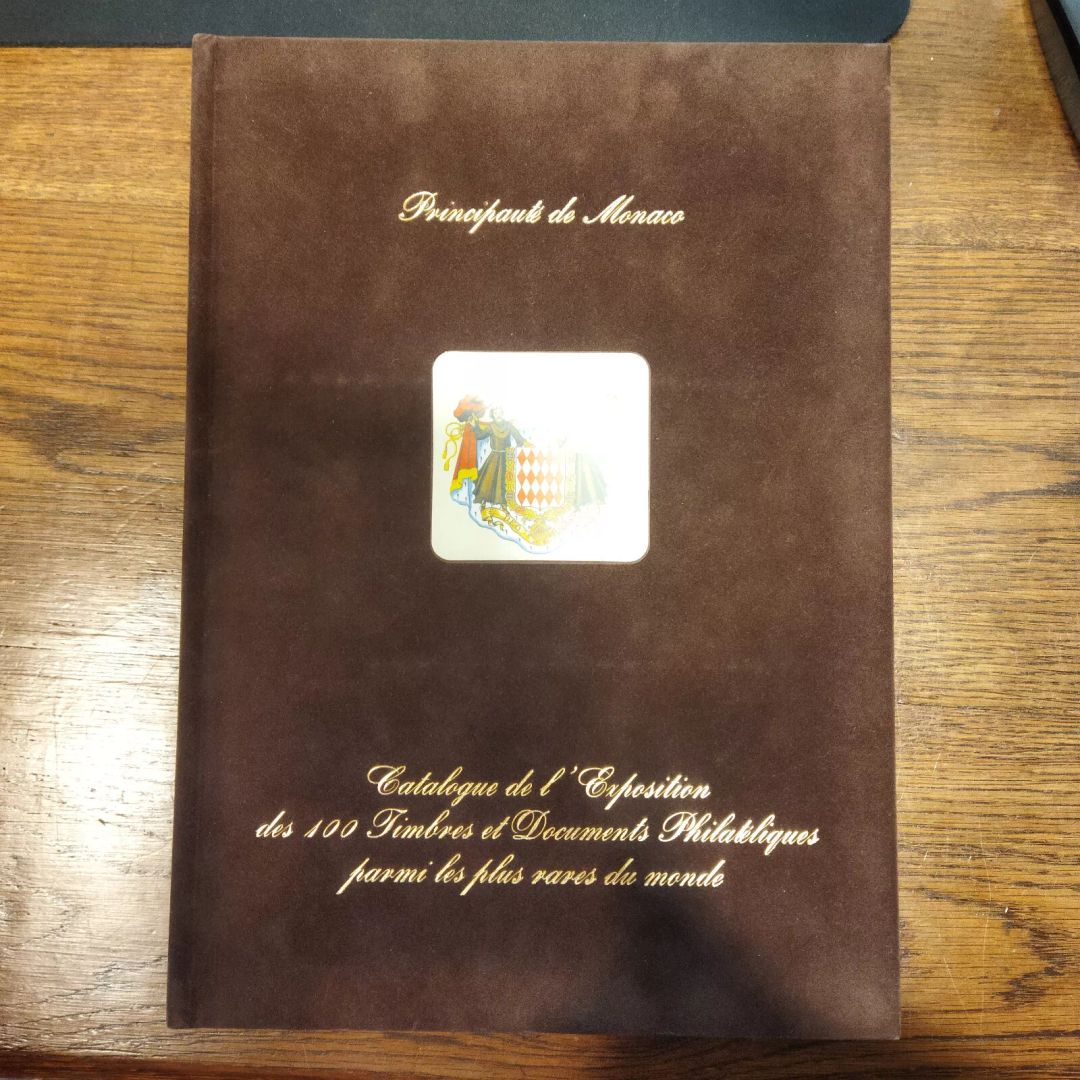 Principauté de Monaco
Catalogue de l'Exposition
des 100 Timbres et Documents Philatéliques
parmi les plus rares du monde